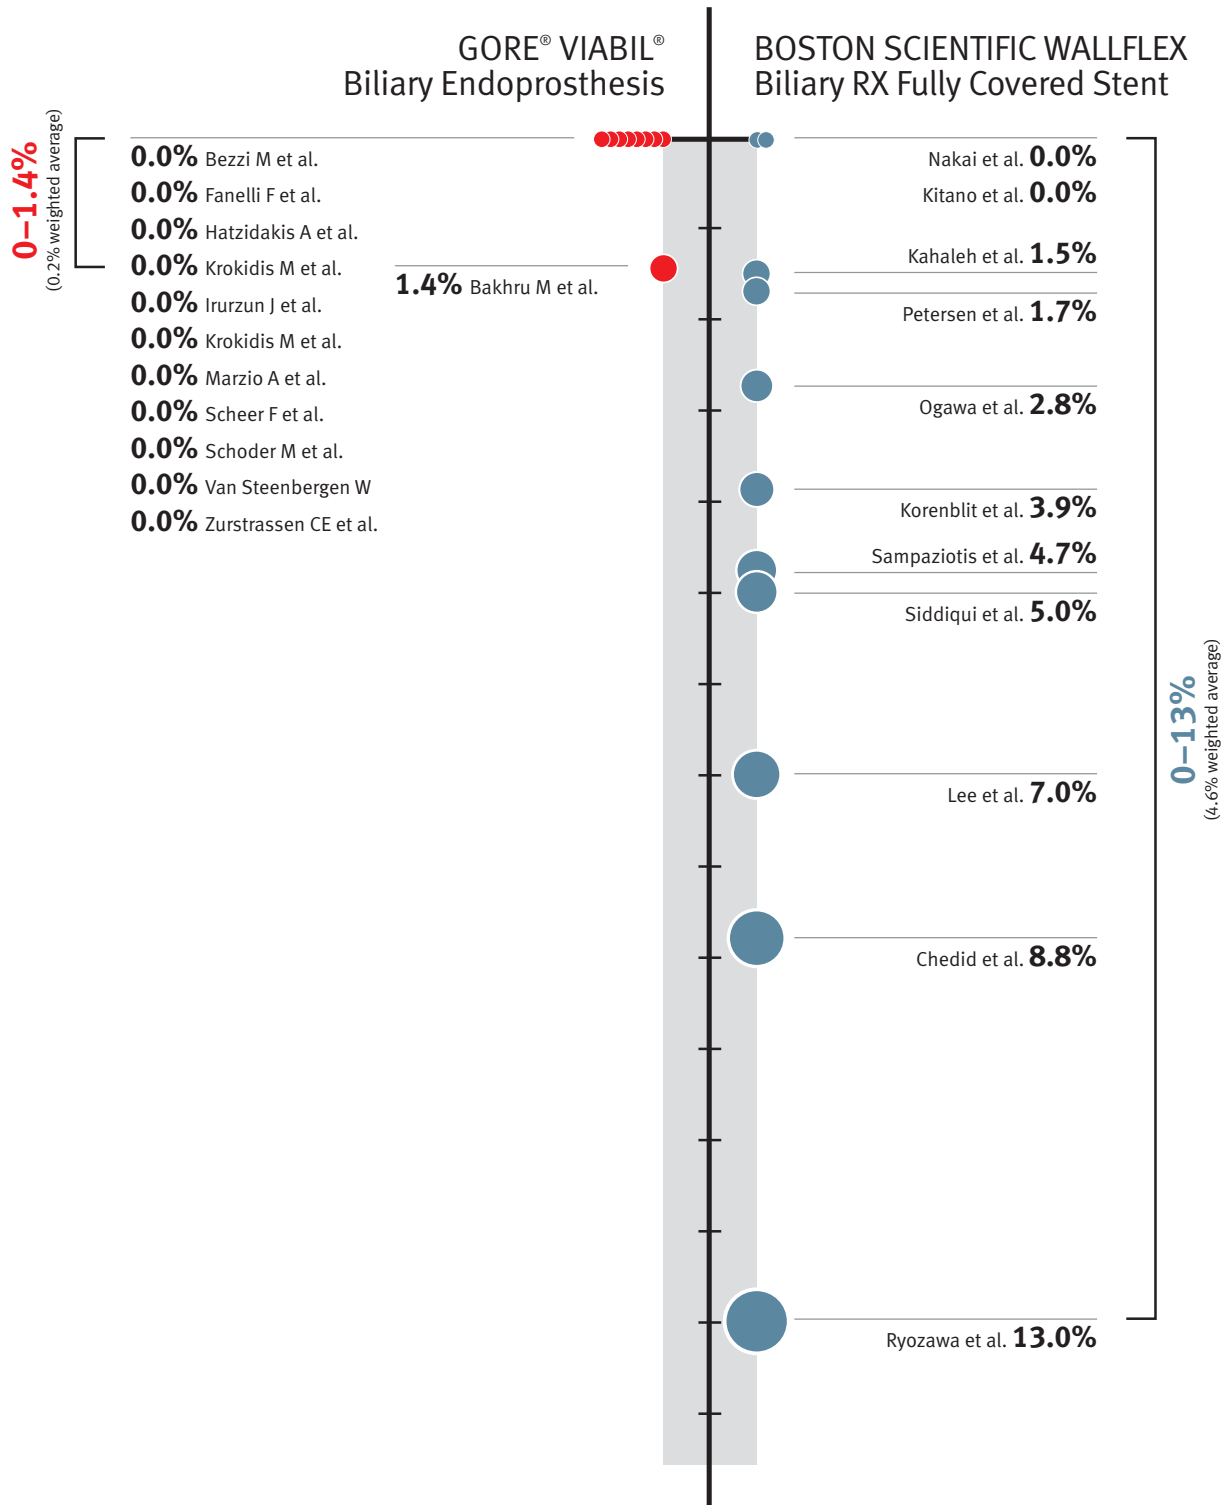 GORE® VIABIL®
Biliary Endoprosthesis
BOSTON SCIENTIFIC WALLFLEX
Biliary RX Fully Covered Stent
0–1.4%
(0.2% weighted average)
0.0% Bezzi M et al.
0.0% Fanelli F et al.
0.0% Hatzidakis A et al.
0.0% Krokidis M et al.
0.0% Irurzun J et al.
0.0% Krokidis M et al.
0.0% Marzio A et al.
0.0% Scheer F et al.
0.0% Schoder M et al.
0.0% Van Steenbergen W
0.0% Zurstrassen CE et al.
1.4% Bakhru M et al.
Nakai et al. 0.0%
Kitano et al. 0.0%
Kahaleh et al. 1.5%
Petersen et al. 1.7%
Ogawa et al. 2.8%
Korenblit et al. 3.9%
Sampaziotis et al. 4.7%
Siddiqui et al. 5.0%
Lee et al. 7.0%
Chedid et al. 8.8%
Ryozawa et al. 13.0%
0–13%
(4.6% weighted average)